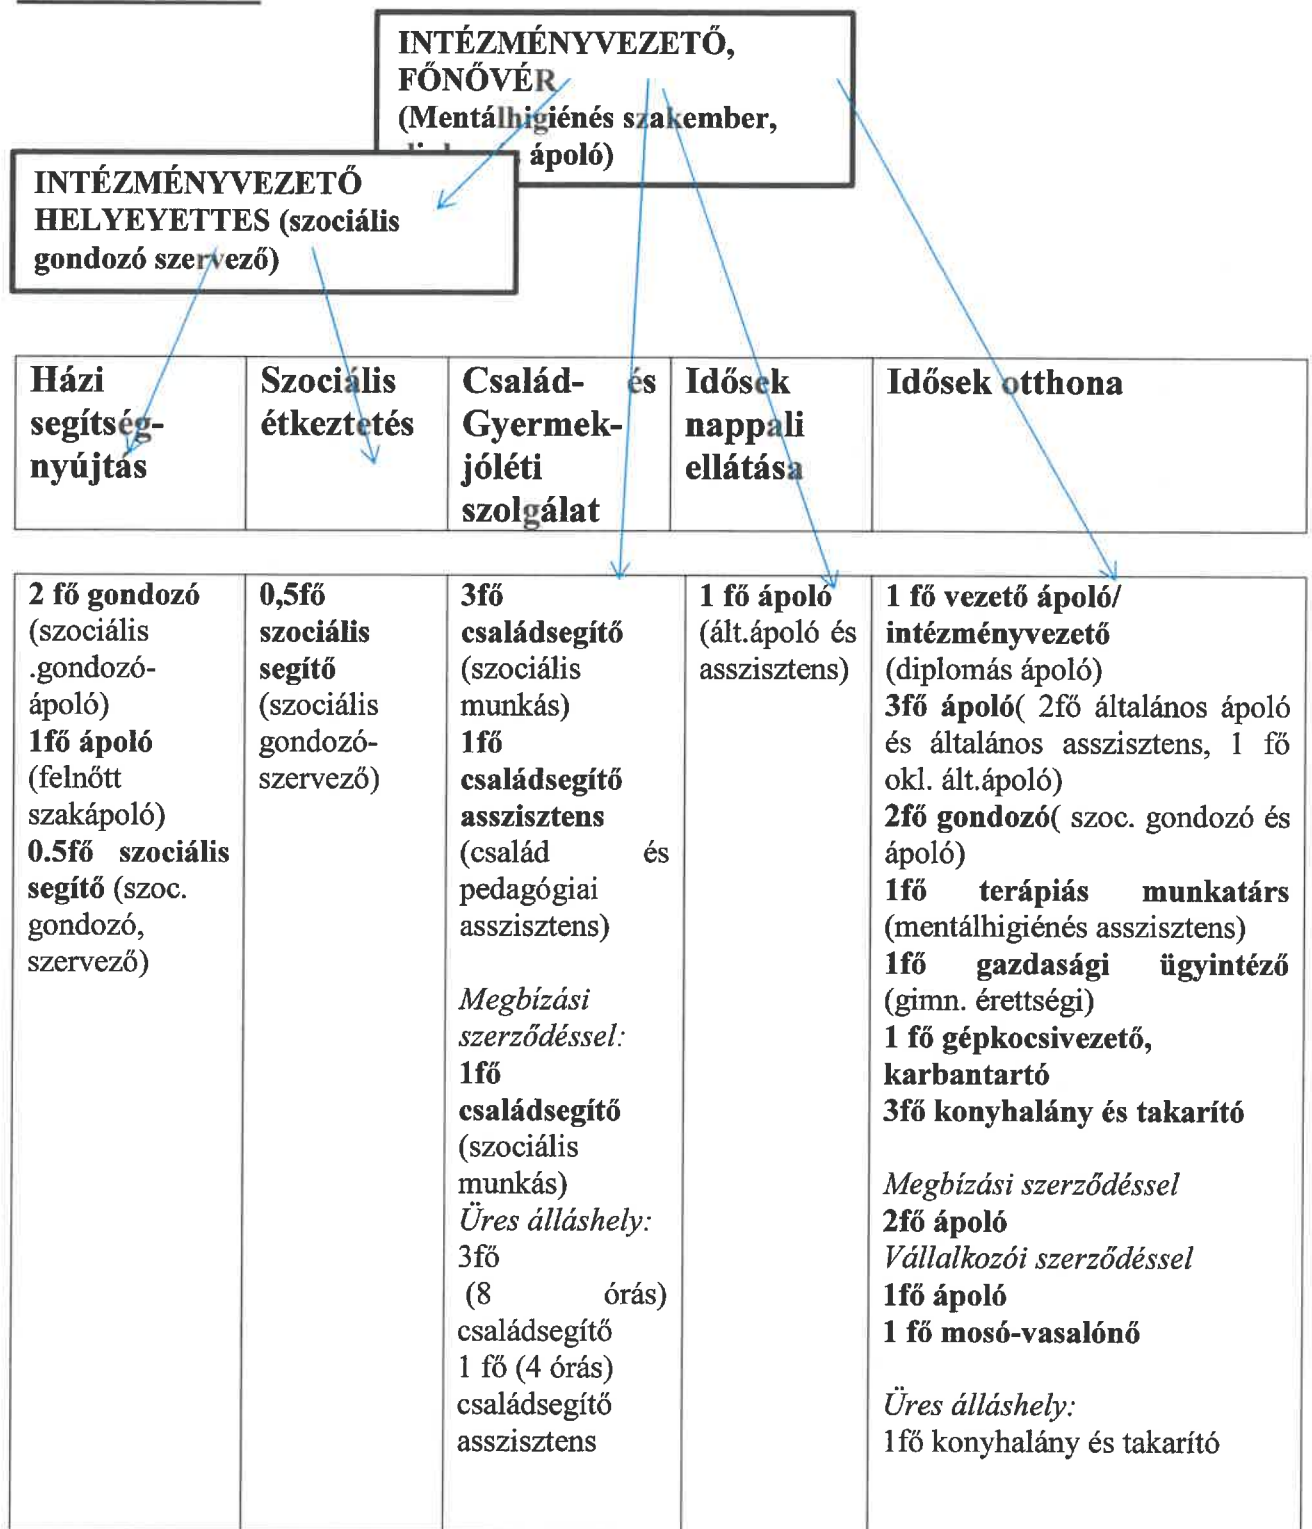 INTÉZMÉNYVEZETŐ,
FŐNŐVÉR
(Mentálhigiénés szakember,
ápoló)
INTÉZMÉNYVEZETŐ
HELYEYETTES (szociális
gondozó szervező)
Házi
segítség-
nyújtás
Szociális
étkeztetés
Család- és
Gyermek-
jóléti
szolgálat
Idősek
nappali
ellátása
Idősek otthona
2 fő gondozó
(szociális
.gondozó-
ápoló)
1fő ápoló
(felnőtt
szakápoló)
0.5fő szociális
segítő (szoc.
gondozó,
szervező)
0,5fő
szociális
segítő
(szociális
gondozó-
szervező)
3fő
családsegítő
(szociális
munkás)
1fő
családsegítő
asszisztens
(család és
pedagógiai
asszisztens)
Megbízási
szerződéssel:
1fő
családsegítő
(szociális
munkás)
Üres álláshely:
3fő
(8 órás)
családsegítő
1 fő (4 órás)
családsegítő
asszisztens
1 fő ápoló
(ált.ápoló és
asszisztens)
1 fő vezető ápoló/
intézményvezető
(diplomás ápoló)
3fő ápoló( 2fő általános ápoló
és általános asszisztens, 1 fő
okl. ált.ápoló)
2fő gondozó( szoc. gondozó és
ápoló)
1fő terápiás munkatárs
(mentálhigiénés asszisztens)
1fő gazdasági ügyintéző
(gimn. érettségi)
1 fő gépkocsivezető,
karbantartó
3fő konyhalány és takarító
Megbízási szerződéssel
2fő ápoló
Vállalkozói szerződéssel
1fő ápoló
1 fő mosó-vasalónő
Üres álláshely:
1fő konyhalány és takarító